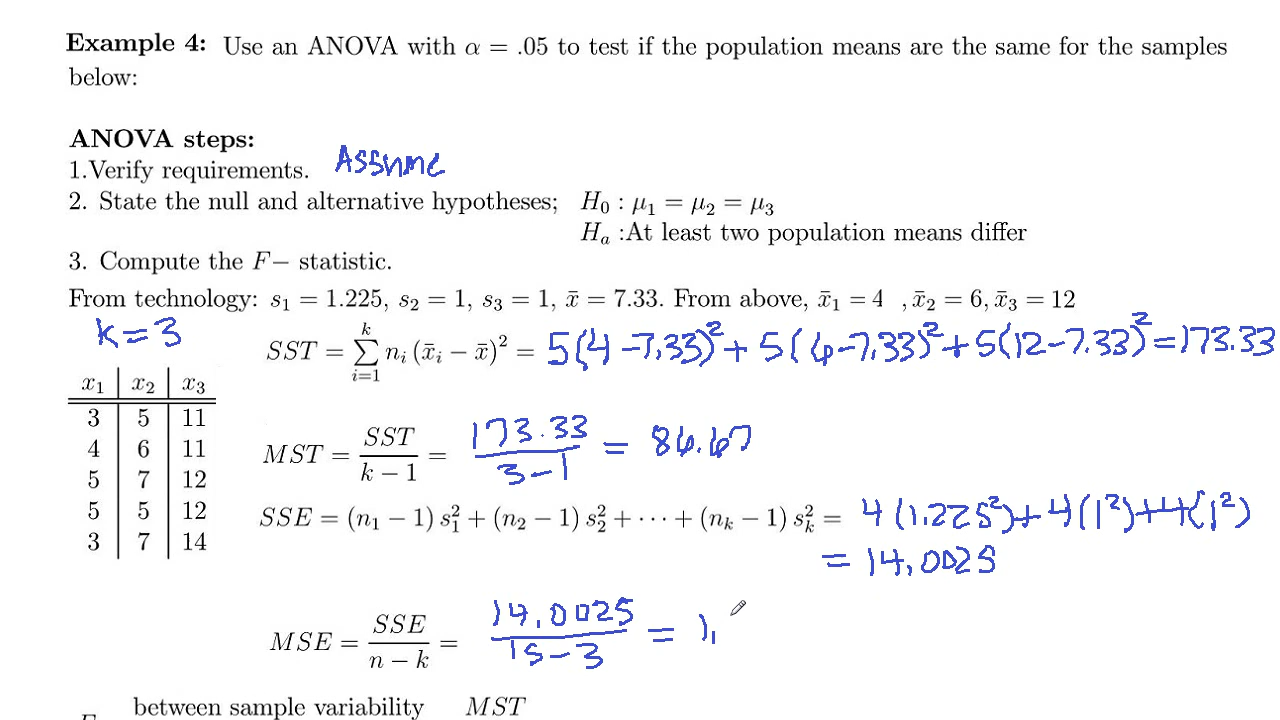 Example 4: Use an ANOVA with α = .05 to test if the population means are the same for the samples
below:
ANOVA steps:
1.Verify requirements. Assume
2. State the null and alternative hypotheses; H₀ : μ₁ = μ₂ = μ₃
Hₐ :At least two population means differ
3. Compute the F− statistic.
From technology: s₁ = 1.225, s₂ = 1, s₃ = 1, x̄ = 7.33. From above, x̄₁ = 4 , x̄₂ = 6, x̄₃ = 12
k = 3
SST = ∑ᵢ₌₁ᵏ nᵢ (x̄ᵢ − x̄)² = 5(4 − 7.33)² + 5(6 − 7.33)² + 5(12 − 7.33)² = 173.33
x₁ | x₂ | x₃
3 | 5 | 11
4 | 6 | 11
5 | 7 | 12
5 | 5 | 12
3 | 7 | 14
MST = SST / (k − 1) = 173.33 / (3 − 1) = 86.67
SSE = (n₁ − 1) s₁² + (n₂ − 1) s₂² + ⋯ + (nₖ − 1) sₖ² = 4(1.225²) + 4(1²) + 4(1²)
= 14.0025
MSE = SSE / (n − k) = 14.0025 / (15 − 3) = 1.
between sample variability MST